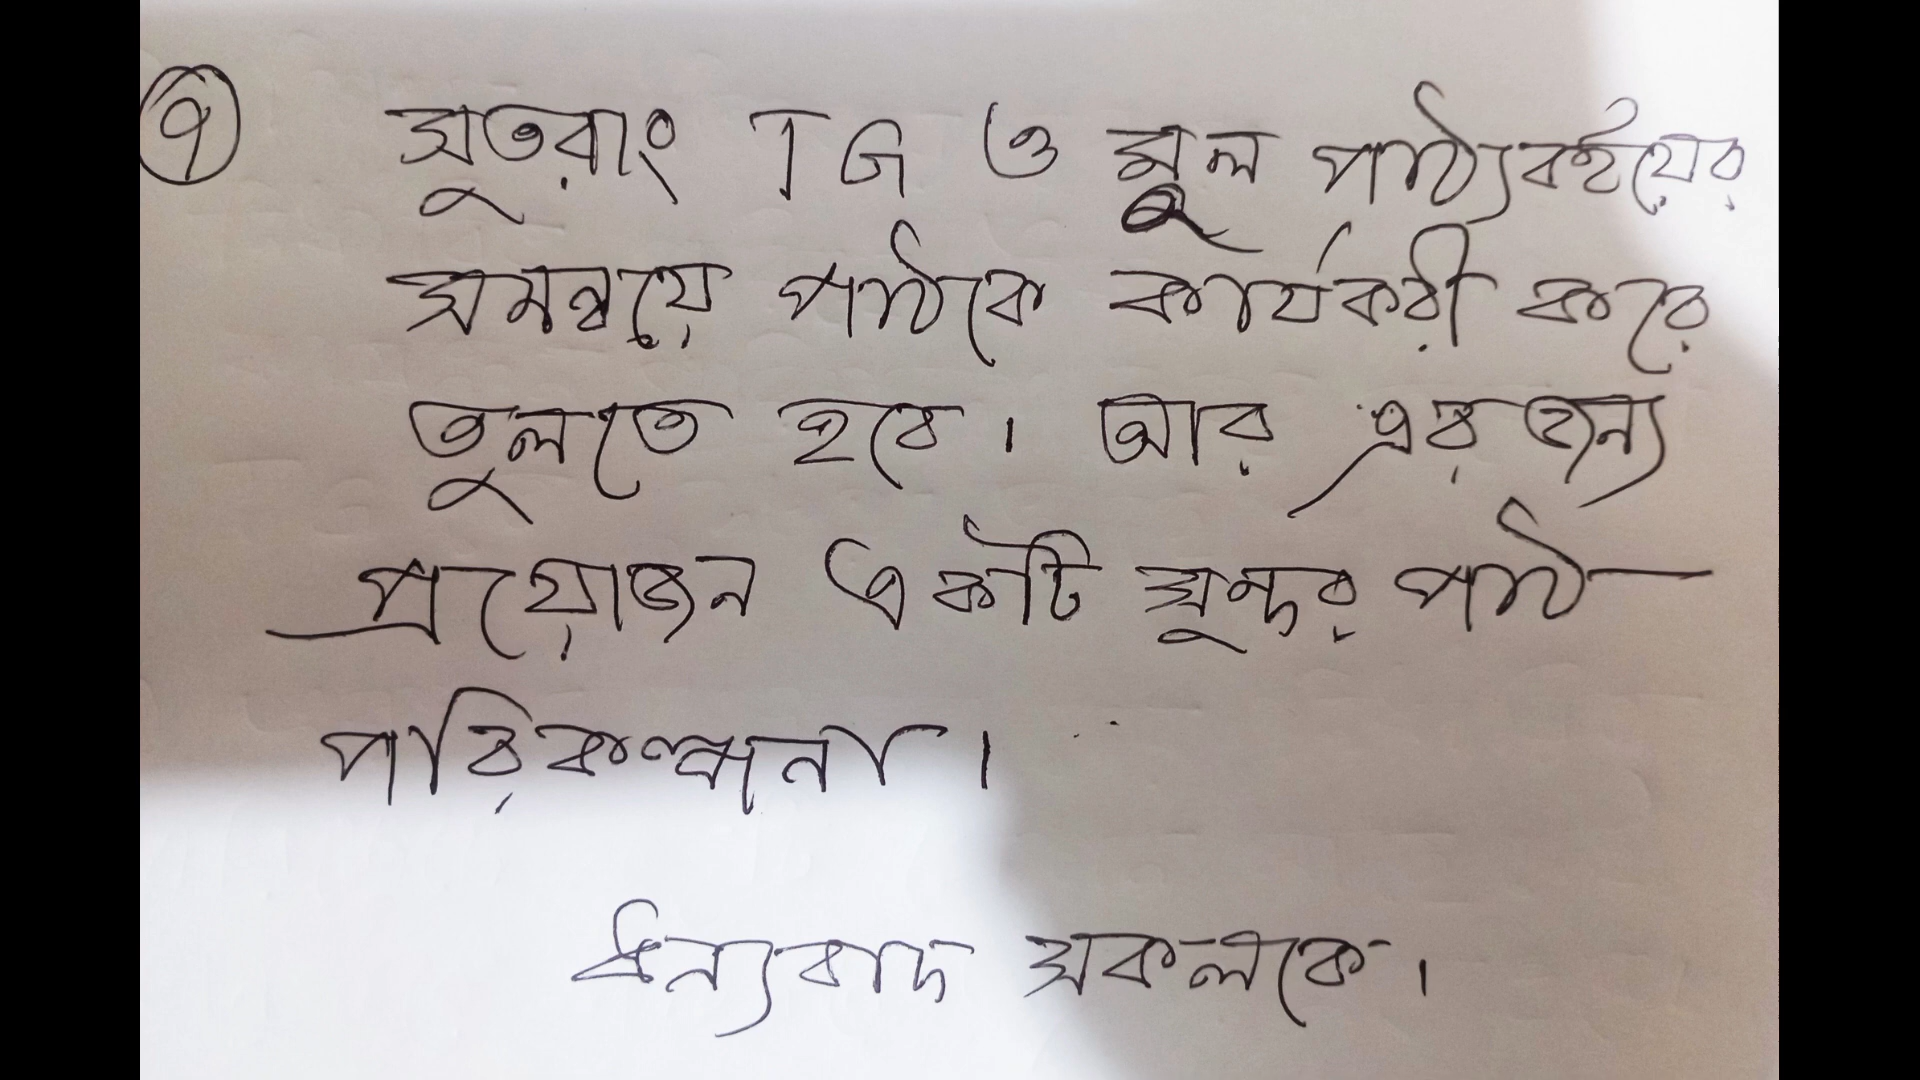 ৭ সুতরাং TG ও মূল পাঠ্যবইয়ের
সমন্বয়ে পাঠকে কার্যকরী করে
তুলতে হবে। আর এর জন্য
প্রয়োজন একটি সুন্দর পাঠ-
পরিকল্পনা।
ধন্যবাদ সকলকে।